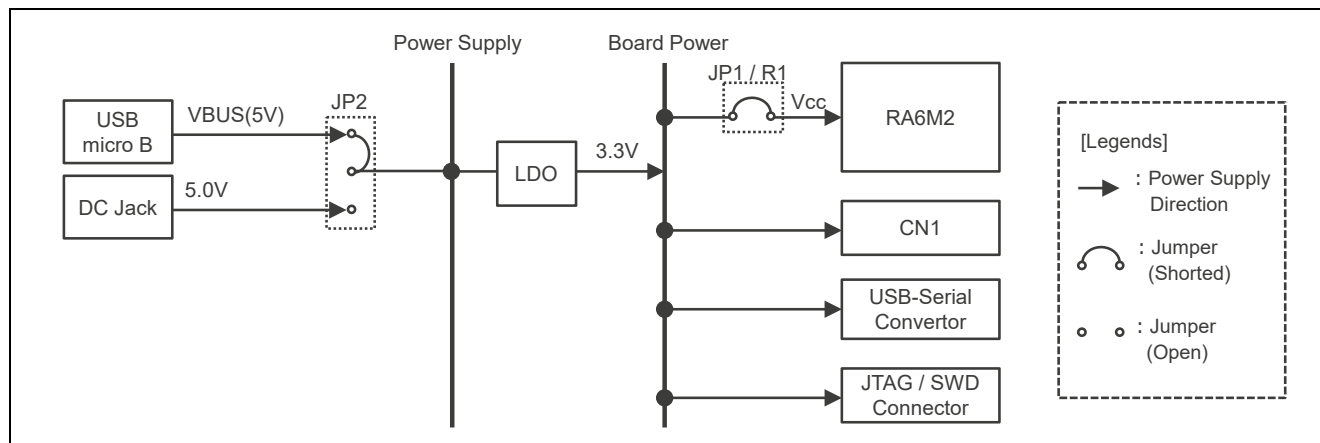 Power Supply
Board Power
JP1 / R1
JP2
Vcc
VBUS(5V)
USB
micro B
RA6M2
[Legends]
3.3V
LDO
: Power Supply
Direction
5.0V
DC Jack
CN1
: Jumper
(Shorted)
USB-Serial
Convertor
: Jumper
(Open)
JTAG / SWD
Connector